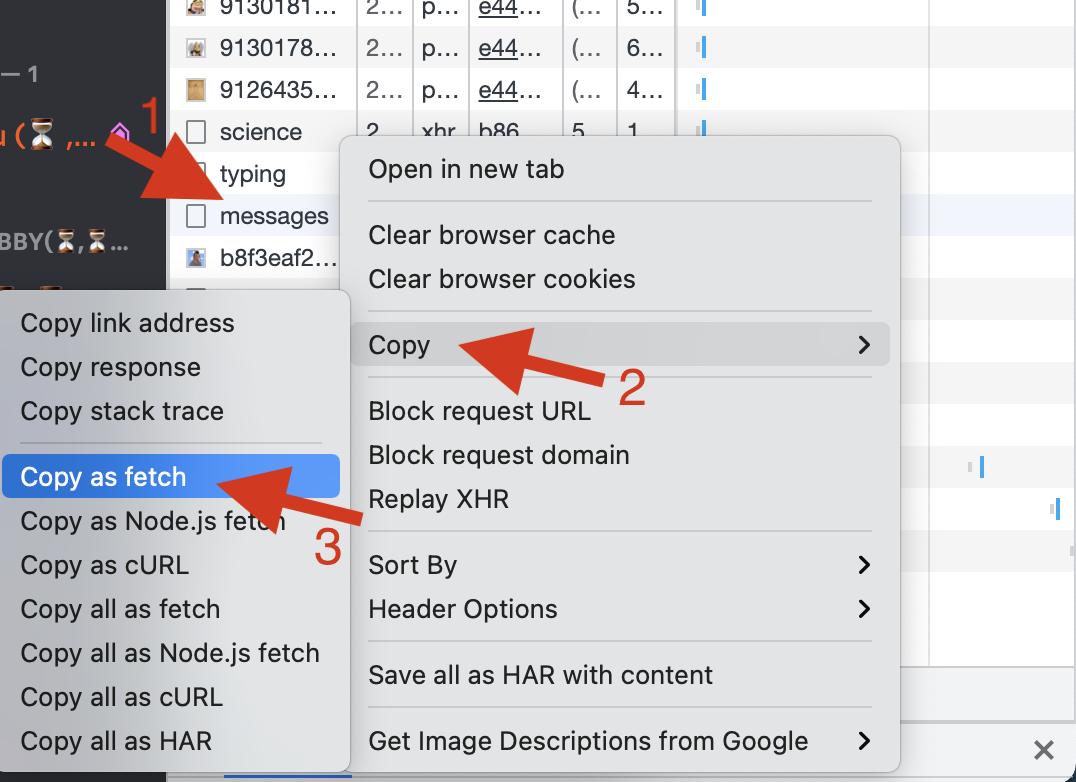 9130181... 2... p... e44... (... 5...
9130178... 2... p... e44... (... 6...
— 1
9126435... 2... p... e44... (... 4...
science 2 xhr b86 5 1
u (⏳,...
1
typing
messages
BBY(⏳,⏳...
b8f3eaf2...
Open in new tab
Clear browser cache
Clear browser cookies
Copy
2
Block request URL
Block request domain
Replay XHR
Sort By
Header Options
Save all as HAR with content
Get Image Descriptions from Google
Copy link address
Copy response
Copy stack trace
Copy as fetch
3
Copy as Node.js fetch
Copy as cURL
Copy all as fetch
Copy all as Node.js fetch
Copy all as cURL
Copy all as HAR